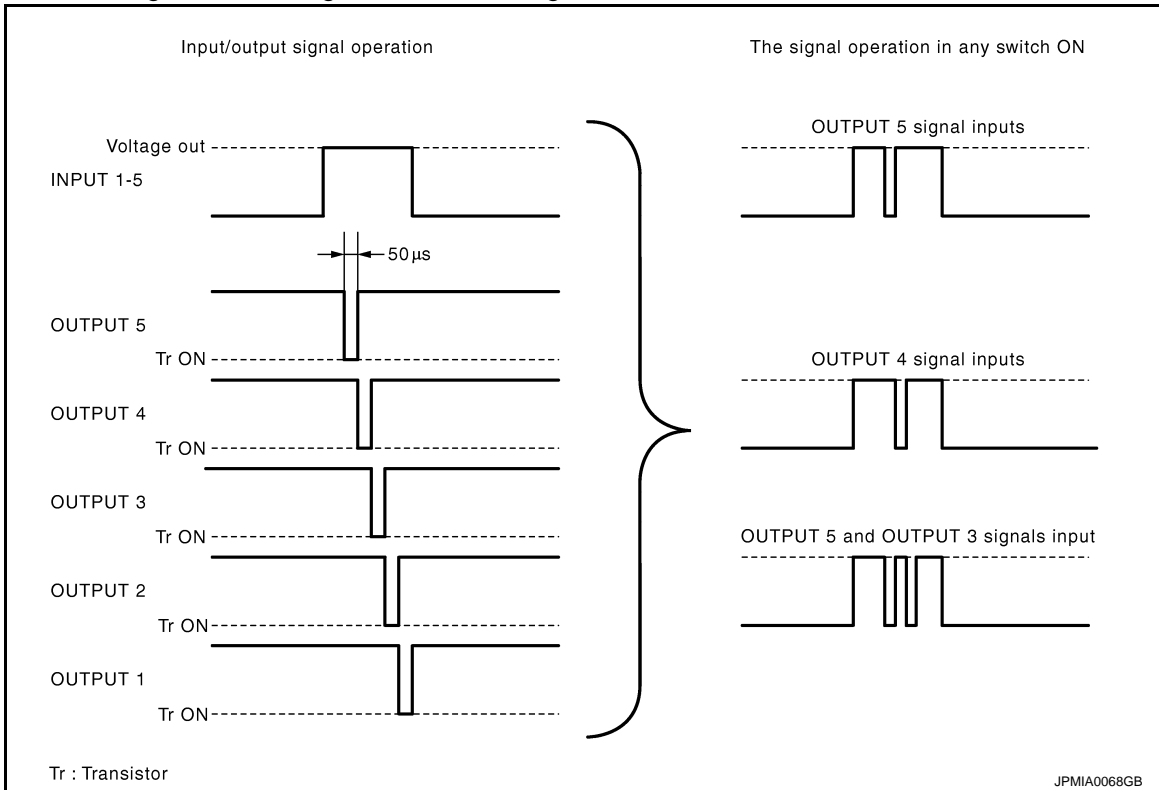 Input/output signal operation
The signal operation in any switch ON
Voltage out
INPUT 1-5
50μs
OUTPUT 5
Tr ON
OUTPUT 4
Tr ON
OUTPUT 3
Tr ON
OUTPUT 2
Tr ON
OUTPUT 1
Tr ON
OUTPUT 5 signal inputs
OUTPUT 4 signal inputs
OUTPUT 5 and OUTPUT 3 signals input
Tr : Transistor
JPMIA0068GB